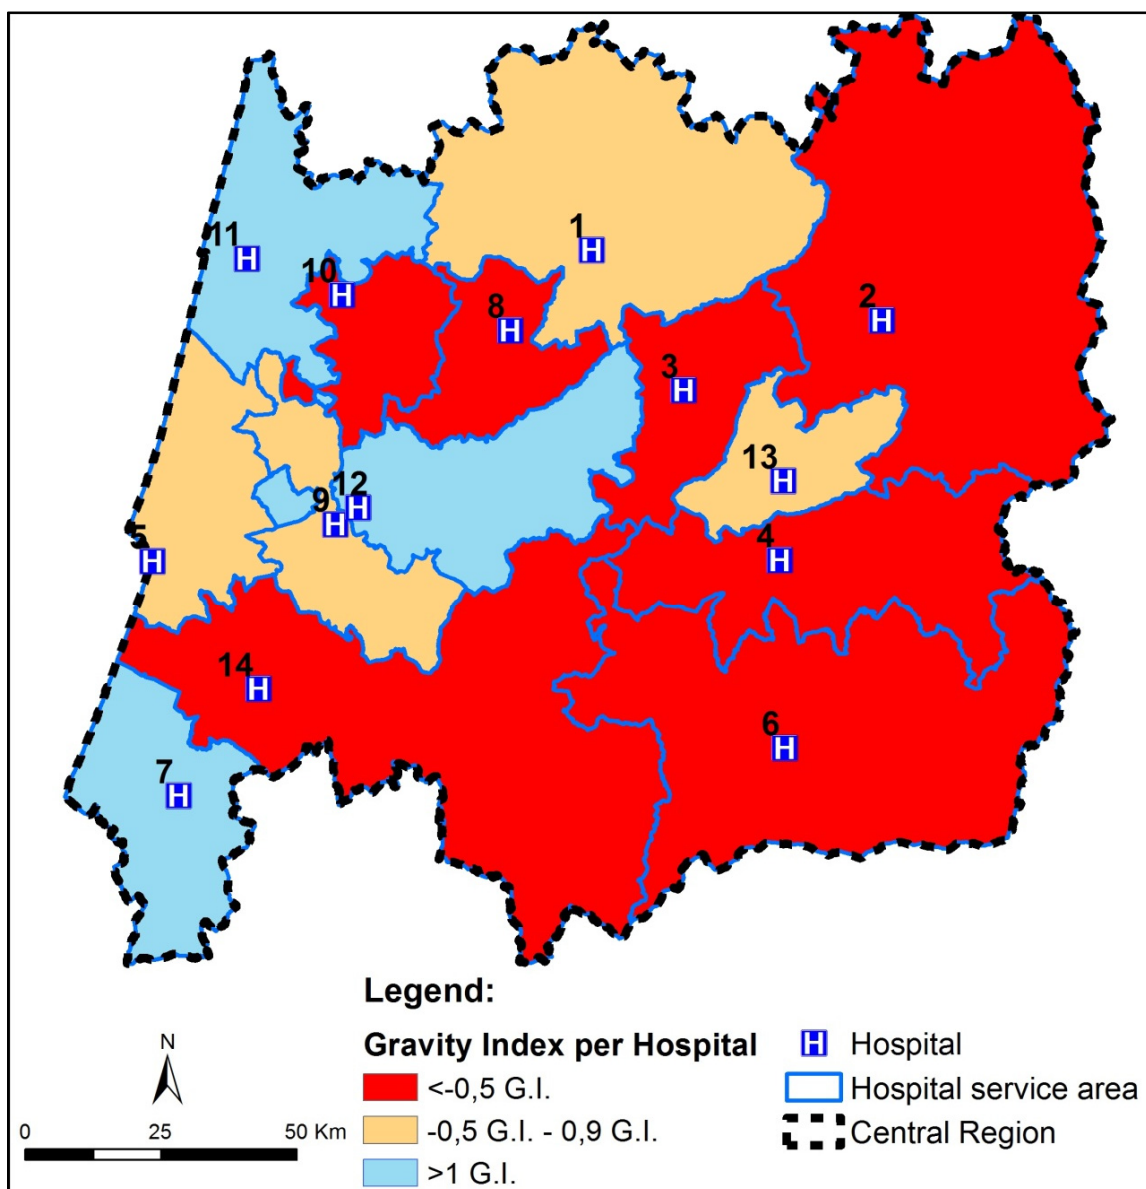 11
H
1
H
10
H
8
H
2
H
3
H
13
H
12
H
9
H
5
H
4
H
14
H
6
H
7
H
Legend:
Gravity Index per Hospital
<-0,5 G.I.
-0,5 G.I. - 0,9 G.I.
>1 G.I.
H Hospital
Hospital service area
Central Region
N
0 25 50 Km